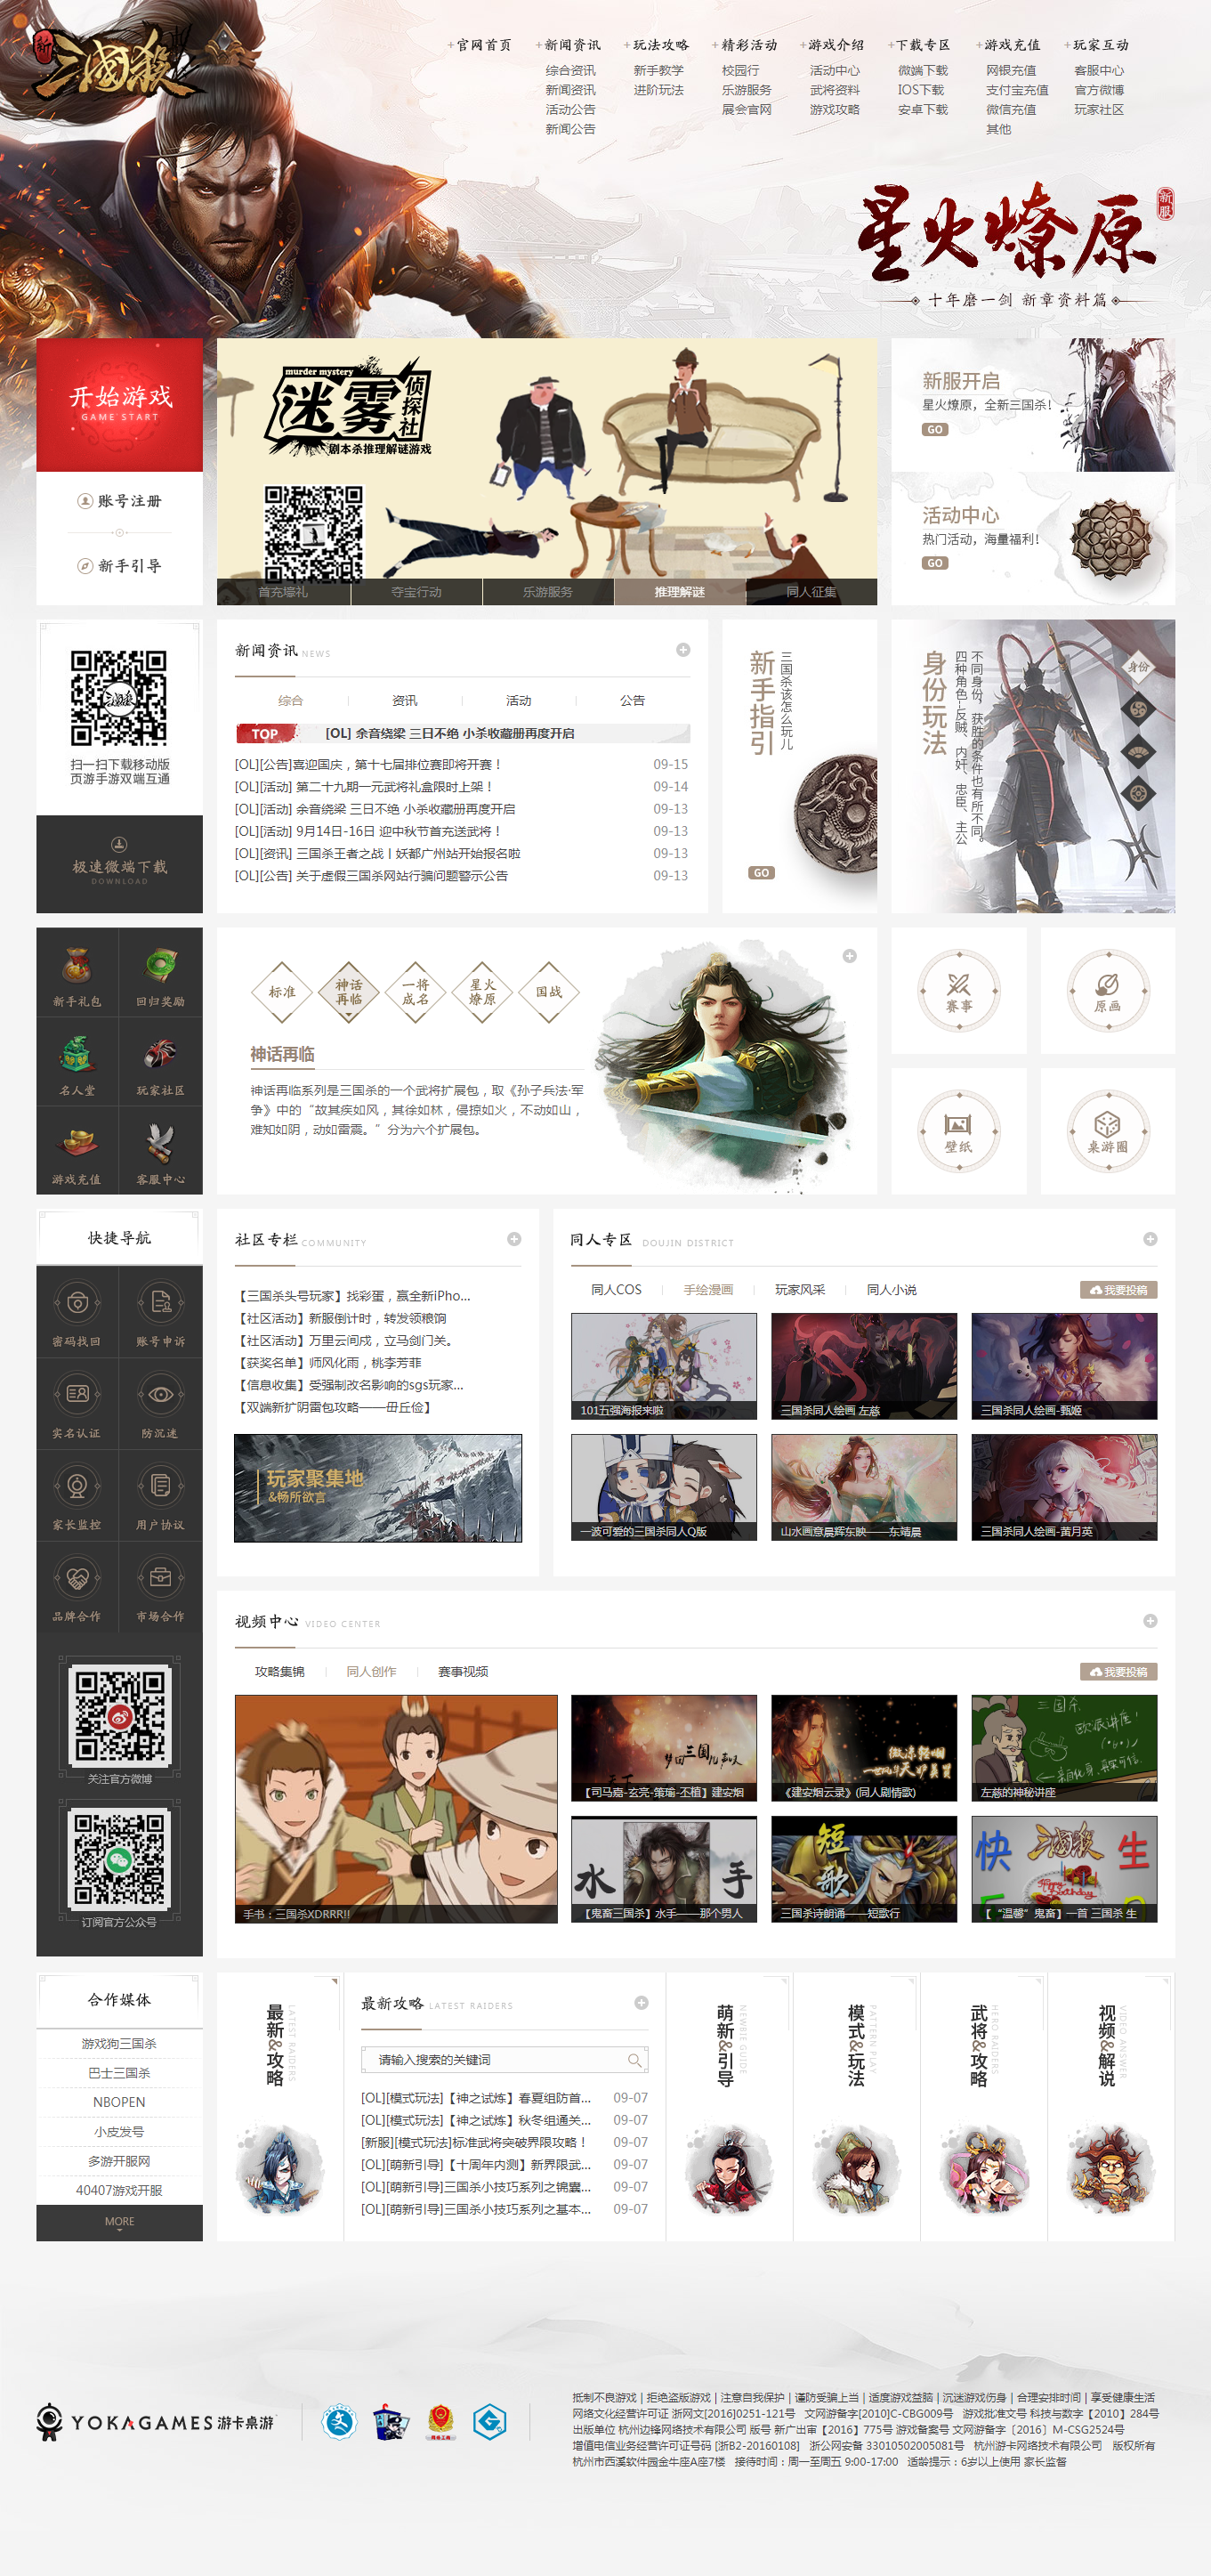 新
三國殺
+官网首页
+新闻资讯
+玩法攻略
+精彩活动
+游戏介绍
+下载专区
+游戏充值
+玩家互动
综合资讯
新闻资讯
活动公告
新闻公告
新手教学
进阶玩法
校园行
乐游服务
展会官网
活动中心
武将资料
游戏攻略
微端下载
IOS下载
安卓下载
网银充值
支付宝充值
微信充值
其他
客服中心
官方微博
玩家社区
星火燎原
新服
十年磨一剑 新章资料篇
开始游戏
GAME START
账号注册
新手引导
murder mystery
迷雾
侦探社
剧本杀推理解谜游戏
首充壕礼
夺宝行动
乐游服务
推理解谜
同人征集
新服开启
星火燎原，全新三国杀！
GO
活动中心
热门活动，海量福利！
GO
三國殺
扫一扫下载移动版
页游手游双端互通
极速微端下载
DOWNLOAD
新闻资讯 NEWS
综合
资讯
活动
公告
TOP
[OL] 余音绕梁 三日不绝 小杀收藏册再度开启
[OL][公告]喜迎国庆，第十七届排位赛即将开赛！ 09-15
[OL][活动] 第二十九期一元武将礼盒限时上架！ 09-14
[OL][活动] 余音绕梁 三日不绝 小杀收藏册再度开启 09-13
[OL][活动] 9月14日-16日 迎中秋节首充送武将！ 09-13
[OL][资讯] 三国杀王者之战丨妖都广州站开始报名啦 09-13
[OL][公告] 关于虚假三国杀网站行骗问题警示公告 09-13
新手指引
三国杀该怎么玩儿
GO
身份玩法
不同身份，获胜的条件也有所不同。
四种角色--反贼、内奸、忠臣、主公
身份
新手礼包
回归奖励
名人堂
玩家社区
游戏充值
客服中心
标准
神话再临
一将成名
星火燎原
国战
神话再临
神话再临系列是三国杀的一个武将扩展包，取《孙子兵法·军
争》中的“故其疾如风，其徐如林，侵掠如火，不动如山，
难知如阴，动如雷震。”分为六个扩展包。
赛事
原画
壁纸
桌游圈
快捷导航
密码找回
账号申诉
实名认证
防沉迷
家长监控
用户协议
品牌合作
市场合作
关注官方微博
订阅官方公众号
社区专栏 COMMUNITY
【三国杀头号玩家】找彩蛋，赢全新iPho...
【社区活动】新服倒计时，转发领粮饷
【社区活动】万里云间戍，立马剑门关。
【获奖名单】师风化雨，桃李芳菲
【信息收集】受强制改名影响的sgs玩家...
【双端新扩阴雷包攻略——毌丘俭】
玩家聚集地
&畅所欲言
同人专区 DOUJIN DISTRICT
同人COS
手绘漫画
玩家风采
同人小说
我要投稿
101五强海报来啦
三国杀同人绘画 左慈
三国杀同人绘画-甄姬
一波可爱的三国杀同人Q版
山水画意晨辉东映——东靖晨
三国杀同人绘画-黄月英
视频中心 VIDEO CENTER
攻略集锦
同人创作
赛事视频
我要投稿
手书：三国杀XDRRR!!
【司马嘉-玄亮-策瑜-丕植】建安烟
《建安烟云录》(同人剧情歌)
三国杀
左慈的神秘讲座
水
手
【鬼畜三国杀】水手——那个男人
短歌
三国杀诗朗诵——短歌行
快
三國殺
生
Happy Birthday
【“温馨”鬼畜】一首 三国杀 生
合作媒体
游戏狗三国杀
巴士三国杀
NBOPEN
小皮发号
多游开服网
40407游戏开服
MORE
最新&攻略
LATEST RAIDERS
最新攻略 LATEST RAIDERS
请输入搜索的关键词
[OL][模式玩法]【神之试炼】春夏组防首... 09-07
[OL][模式玩法]【神之试炼】秋冬组通关... 09-07
[新服][模式玩法]标准武将突破界限攻略！ 09-07
[OL][萌新引导]【十周年内测】新界限武... 09-07
[OL][萌新引导]三国杀小技巧系列之锦囊... 09-07
[OL][萌新引导]三国杀小技巧系列之基本... 09-07
萌新&引导
NEWBIE GUIDE
模式&玩法
PATTERN PLAY
武将&攻略
HERO RAIDERS
视频&解说
VIDEO ANSWER
YOKAGAMES 游卡桌游
抵制不良游戏 | 拒绝盗版游戏 | 注意自我保护 | 谨防受骗上当 | 适度游戏益脑 | 沉迷游戏伤身 | 合理安排时间 | 享受健康生活
网络文化经营许可证 浙网文[2016]0251-121号 文网游备字[2010]C-CBG009号 游戏批准文号 科技与数字【2010】284号
出版单位 杭州边锋网络技术有限公司 版号 新广出审【2016】775号 游戏备案号 文网游备字〔2016〕M-CSG2524号
增值电信业务经营许可证号码 [浙B2-20160108] 浙公网安备 33010502005081号 杭州游卡网络技术有限公司 版权所有
杭州市西溪软件园金牛座A座7楼 接待时间：周一至周五 9:00-17:00 适龄提示：6岁以上使用 家长监督